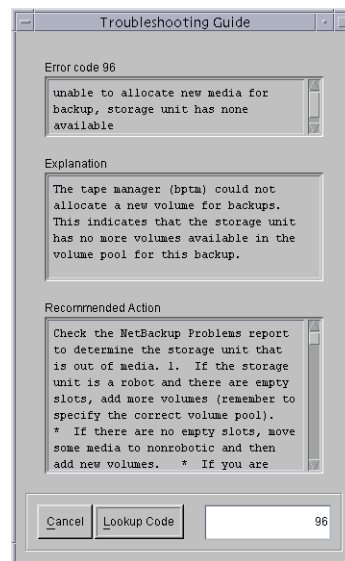 Troubleshooting Guide
Error code 96
unable to allocate new media for
backup, storage unit has none
available
Explanation
The tape manager (bptm) could not
allocate a new volume for backups.
This indicates that the storage unit
has no more volumes available in the
volume pool for this backup.
Recommended Action
Check the NetBackup Problems report
to determine the storage unit that
is out of media. 1.  If the storage
unit is a robot and there are empty
slots, add more volumes (remember to
specify the correct volume pool).
*  If there are no empty slots, move
some media to nonrobotic and then
add new volumes.   *  If you are
Cancel Lookup Code 96